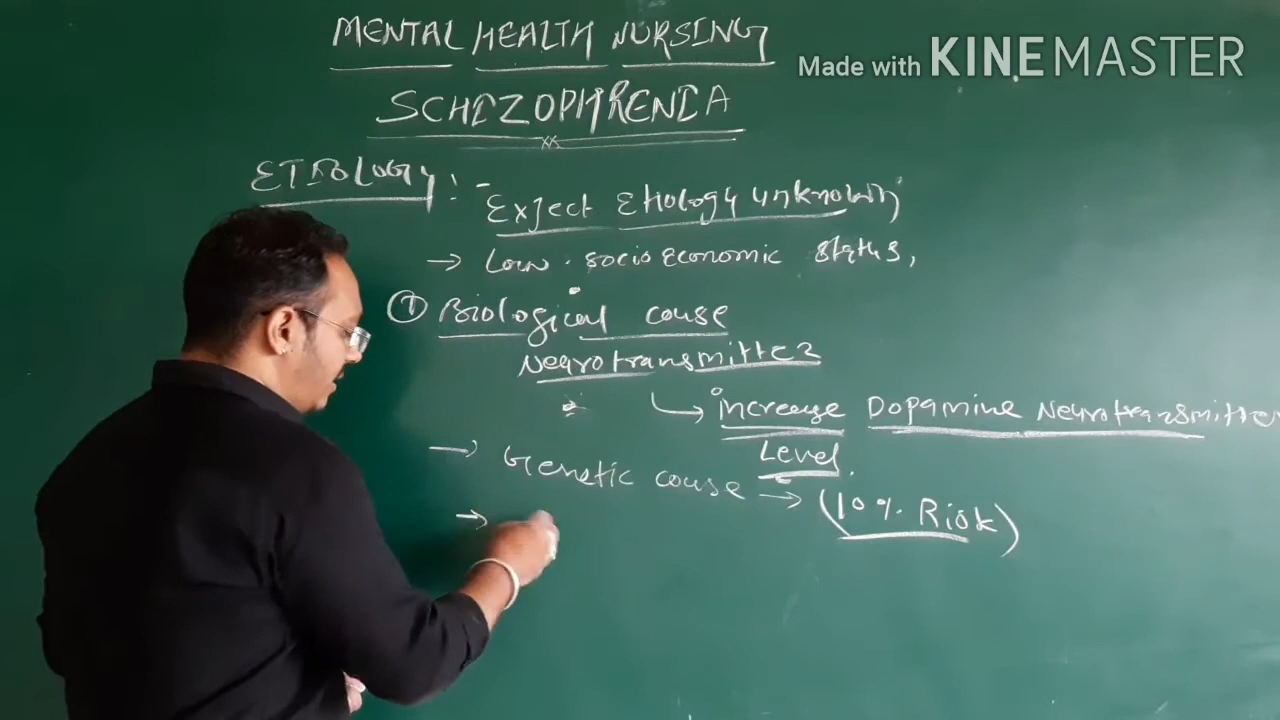 MENTAL HEALTH NURSING
Made with KINEMASTER
SCHIZOPHRENIA
ETIOLOGY:-
Exject Etiology unknown
→ Low socio economic status,
① Biological cause
Neurotransmitter
↳ increase Dopamine Neurotransmitter
Level.
→ Genetic cause → (10% Risk)
→